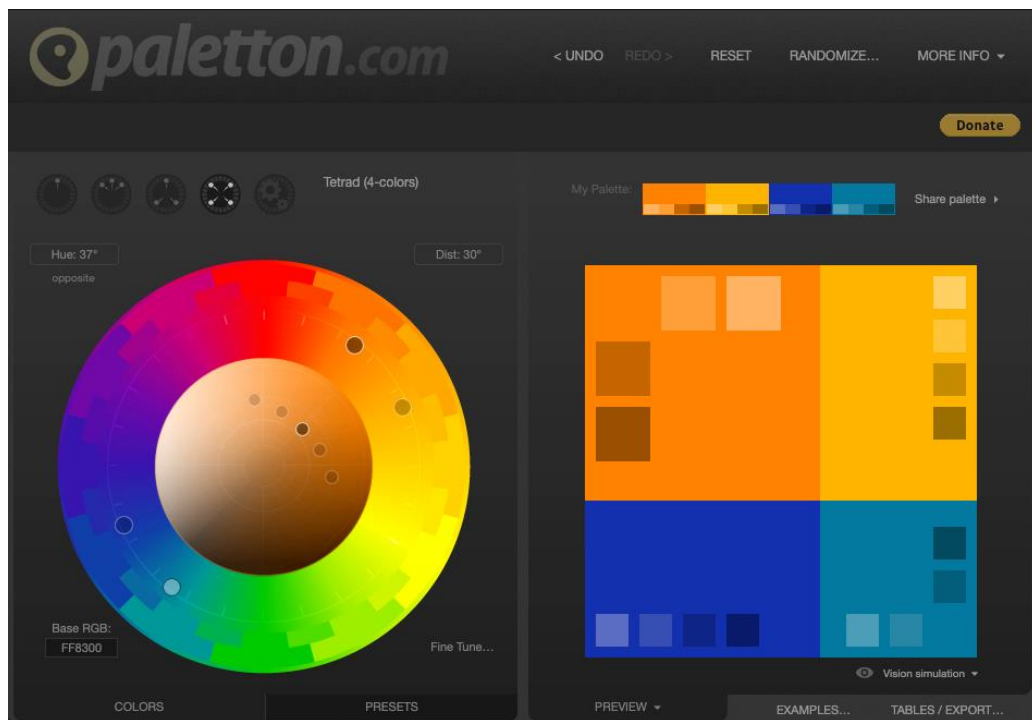 paletton.com
< UNDO REDO > RESET RANDOMIZE... MORE INFO
Donate
Tetrad (4-colors)
My Palette:
Share palette
Hue: 37°
Dist: 30°
opposite
Base RGB:
FF8300
Fine Tune...
Vision simulation
COLORS PRESETS
PREVIEW EXAMPLES... TABLES / EXPORT...